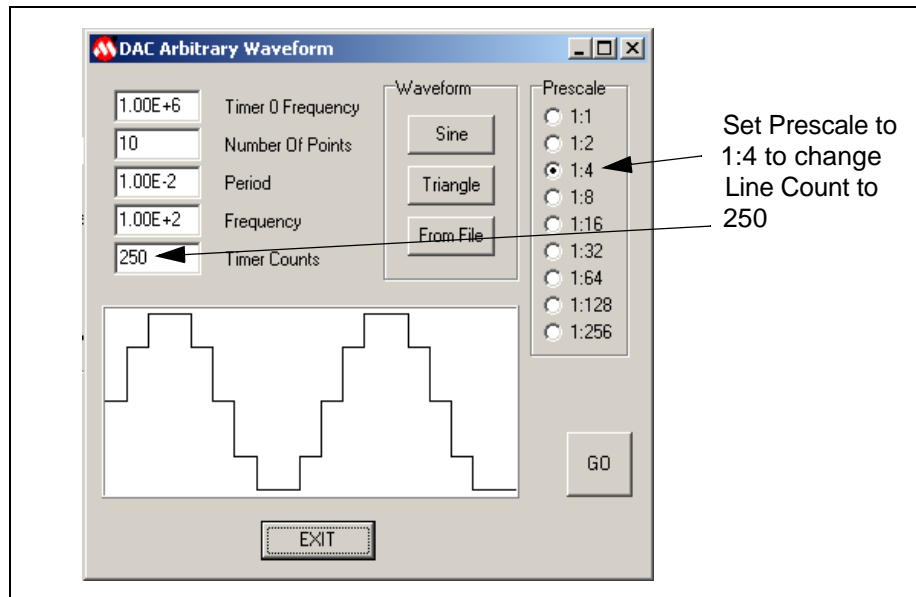 DAC Arbitrary Waveform
1.00E+6 Timer 0 Frequency
10 Number Of Points
1.00E-2 Period
1.00E+2 Frequency
250 Timer Counts
Waveform
Sine
Triangle
From File
Prescale
1:1
1:2
1:4
1:8
1:16
1:32
1:64
1:128
1:256
Set Prescale to
1:4 to change
Line Count to
250
GO
EXIT